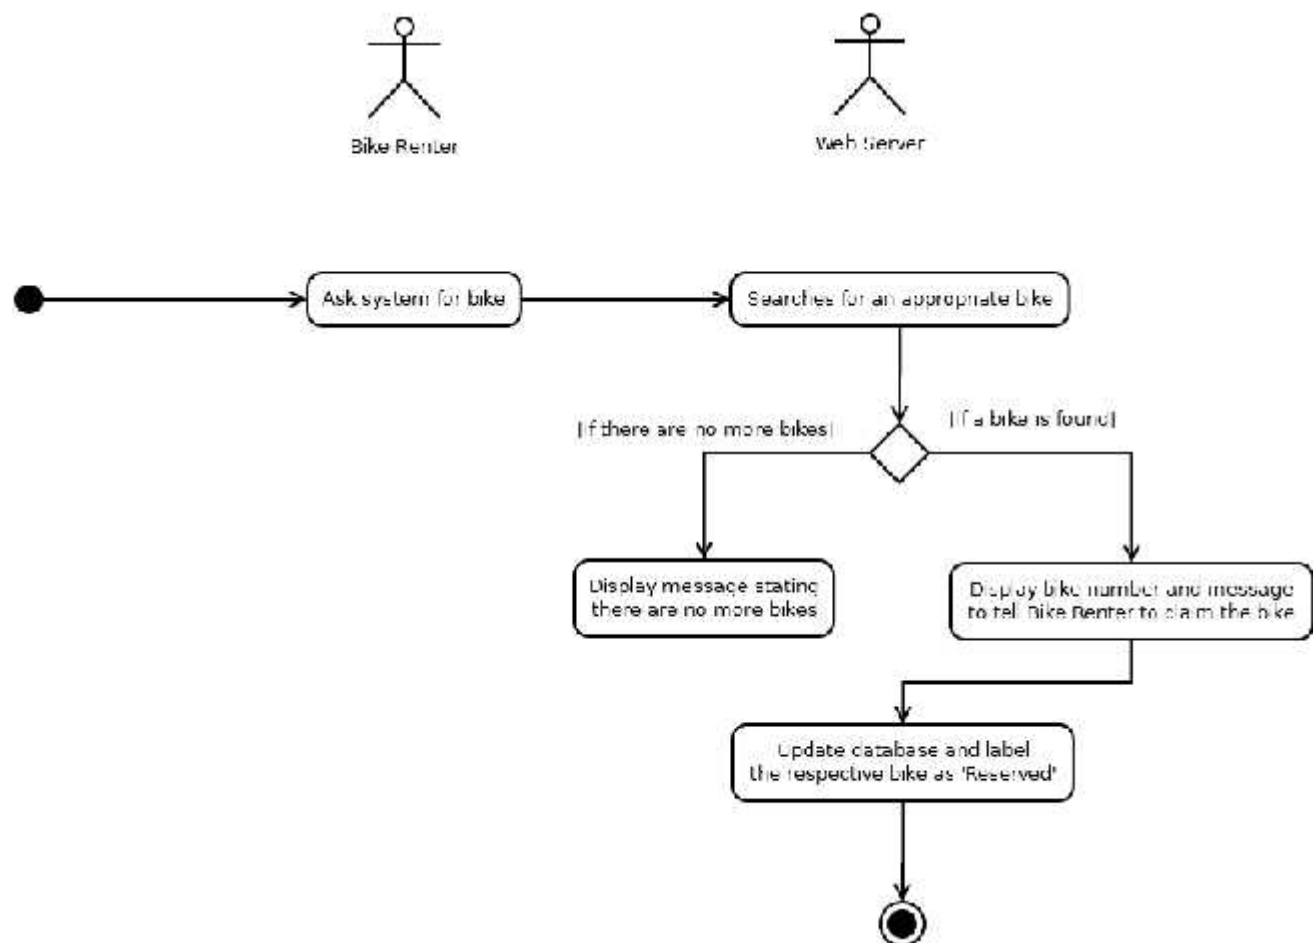 Bike Renter
Web Server
Ask system for bike
Searches for an appropriate bike
[If there are no more bikes]
[If a bike is found]
Display message stating
there are no more bikes
Display bike number and message
to tell Bike Renter to claim the bike
Update database and label
the respective bike as 'Reserved'